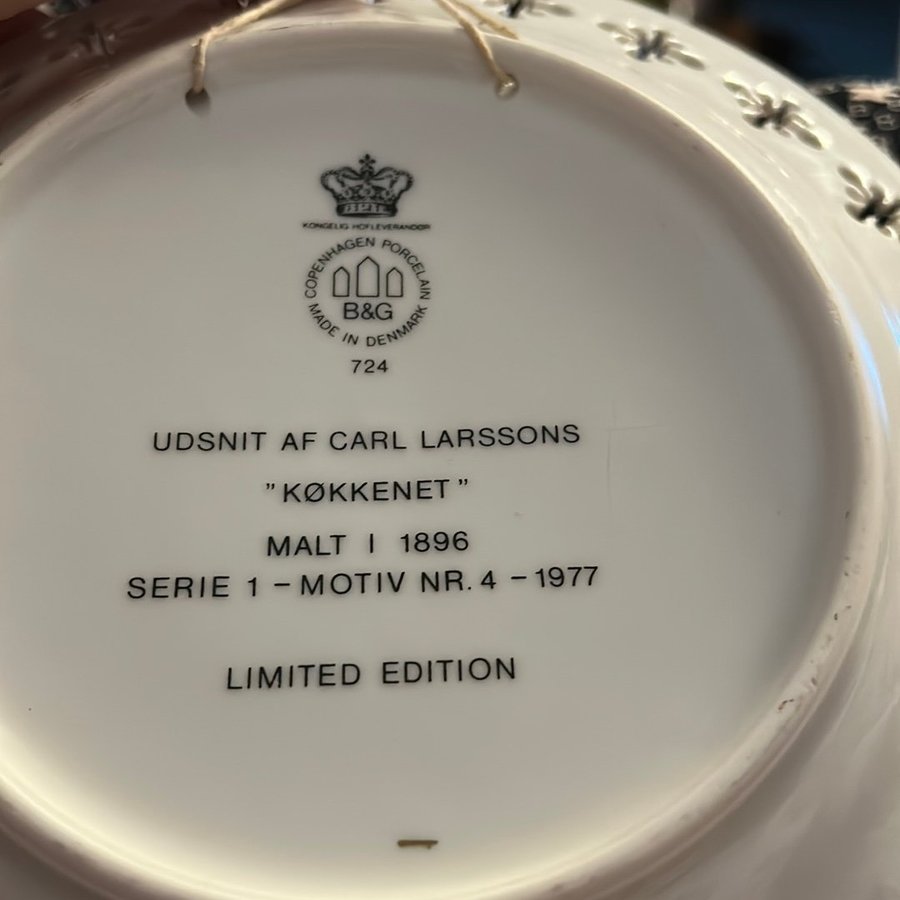 KONGELIG HOFLEVERANDØR
COPENHAGEN PORCELAIN
B&G
MADE IN DENMARK
724
UDSNIT AF CARL LARSSONS
"KØKKENET"
MALT I 1896
SERIE 1 – MOTIV NR. 4 – 1977
LIMITED EDITION